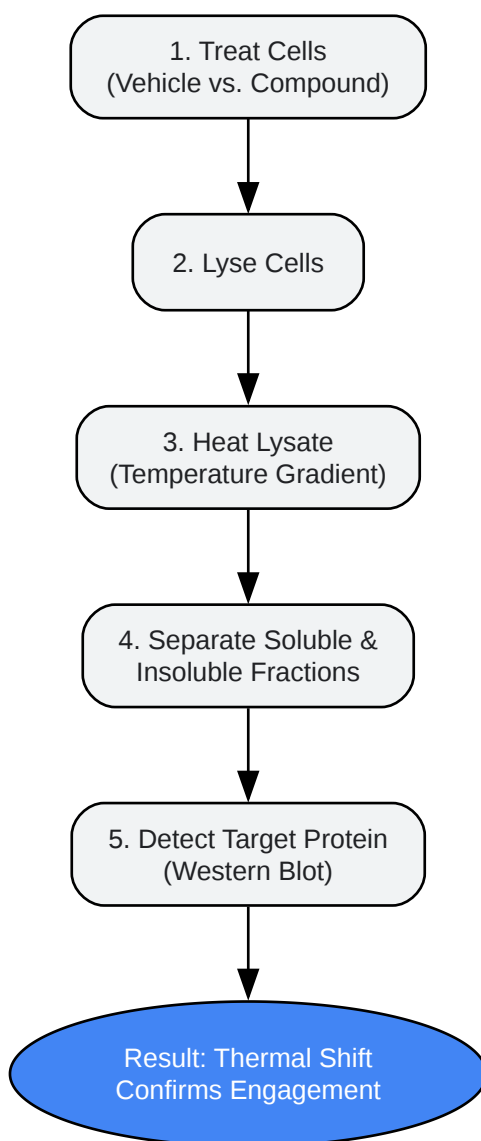 1. Treat Cells
(Vehicle vs. Compound)
2. Lyse Cells
3. Heat Lysate
(Temperature Gradient)
4. Separate Soluble &
Insoluble Fractions
5. Detect Target Protein
(Western Blot)
Result: Thermal Shift
Confirms Engagement